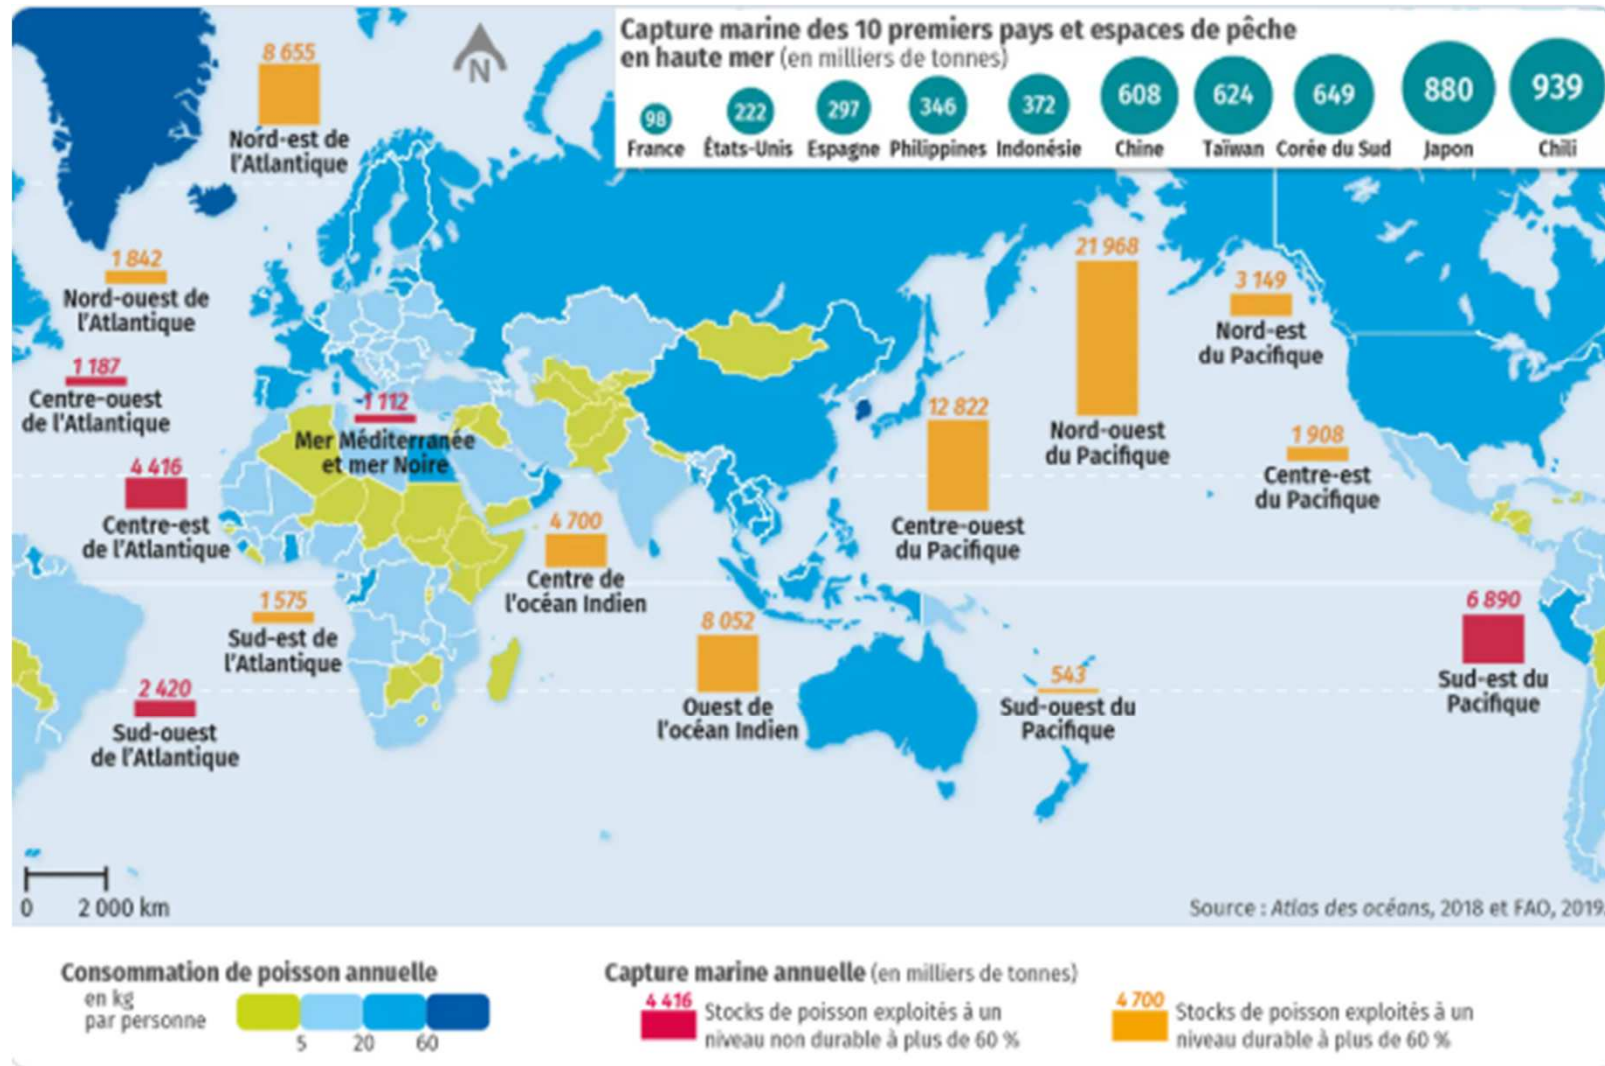 Capture marine des 10 premiers pays et espaces de pêche
en haute mer (en milliers de tonnes)
98
222
297
346
372
608
624
649
880
939
France
États-Unis
Espagne
Philippines
Indonésie
Chine
Taïwan
Corée du Sud
Japon
Chili
N
8 655
Nord-est de
l'Atlantique
1 842
Nord-ouest de
l'Atlantique
1 187
Centre-ouest
de l'Atlantique
1 112
Mer Méditerranée
et mer Noire
4 416
Centre-est
de l'Atlantique
1 575
Sud-est de
l'Atlantique
2 420
Sud-ouest
de l'Atlantique
4 700
Centre de
l'océan Indien
8 052
Ouest de
l'océan Indien
12 822
Centre-ouest
du Pacifique
21 968
Nord-ouest
du Pacifique
3 149
Nord-est
du Pacifique
1 908
Centre-est
du Pacifique
543
Sud-ouest du
Pacifique
6 890
Sud-est du
Pacifique
0 2 000 km
Source : Atlas des océans, 2018 et FAO, 2019.
Consommation de poisson annuelle
en kg
par personne
5 20 60
Capture marine annuelle (en milliers de tonnes)
4 416
Stocks de poisson exploités à un
niveau non durable à plus de 60 %
4 700
Stocks de poisson exploités à un
niveau durable à plus de 60 %